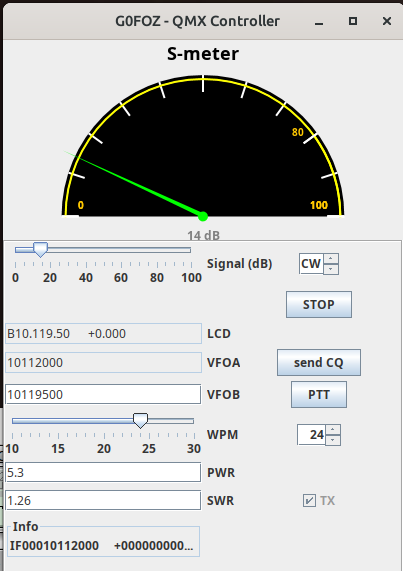 G0FOZ - QMX Controller
S-meter
80
0
100
14 dB
Signal (dB)
CW
0 20 40 60 80 100
STOP
B10.119.50 +0.000 LCD
10112000 VFOA send CQ
10119500 VFOB PTT
WPM 24
10 15 20 25 30
5.3 PWR
1.26 SWR TX
Info
IF00010112000 +000000000...